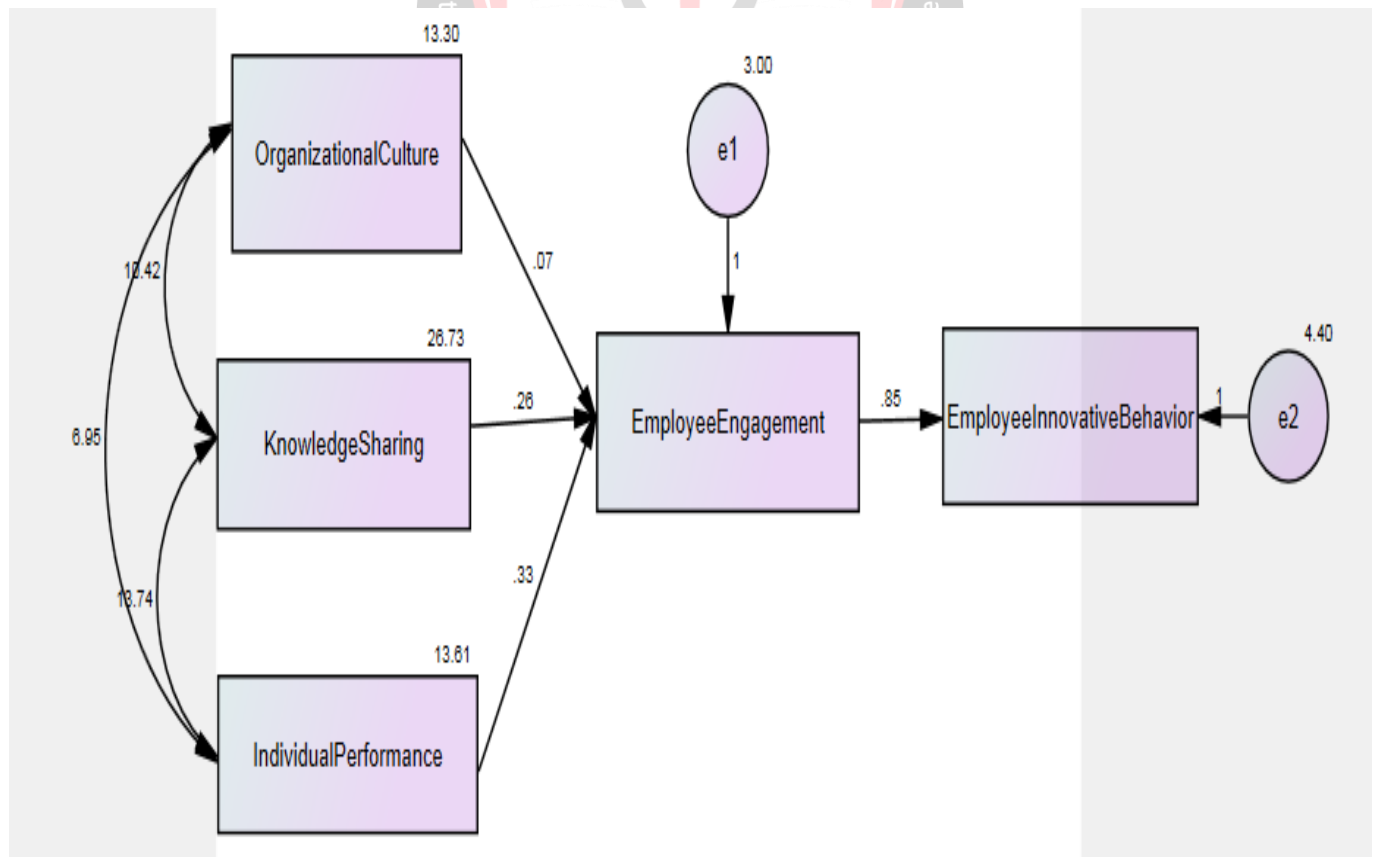 13.30
3.00
OrganizationalCulture
e1
.07
1
10.42
26.73
4.40
.26
.85
1
EmployeeEngagement
EmployeeInnovativeBehavior
e2
KnowledgeSharing
6.95
.33
13.74
13.61
IndividualPerformance